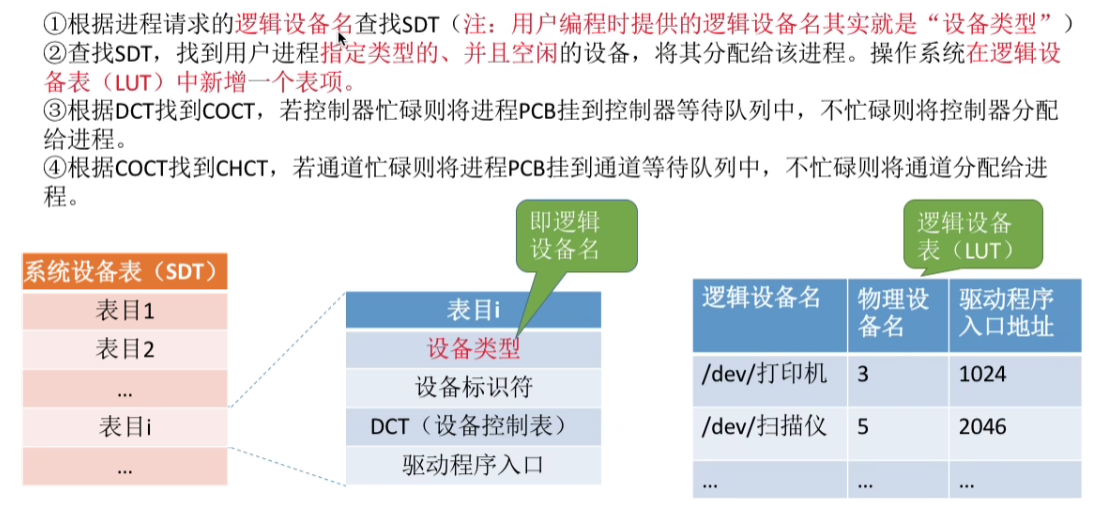 ①根据进程请求的逻辑设备名查找SDT（注：用户编程时提供的逻辑设备名其实就是“设备类型”）
②查找SDT，找到用户进程指定类型的、并且空闲的设备，将其分配给该进程。操作系统在逻辑设
备表（LUT）中新增一个表项。
③根据DCT找到COCT，若控制器忙碌则将进程PCB挂到控制器等待队列中，不忙碌则将控制器分配
给进程。
④根据COCT找到CHCT，若通道忙碌则将进程PCB挂到通道等待队列中，不忙碌则将通道分配给进
程。
即逻辑
设备名
逻辑设备
表（LUT）
系统设备表（SDT）
表目1
表目2
...
表目i
...
表目i
设备类型
设备标识符
DCT（设备控制表）
驱动程序入口
逻辑设备名 物理设 驱动程序
备名 入口地址
/dev/打印机 3 1024
/dev/扫描仪 5 2046
... ... ...